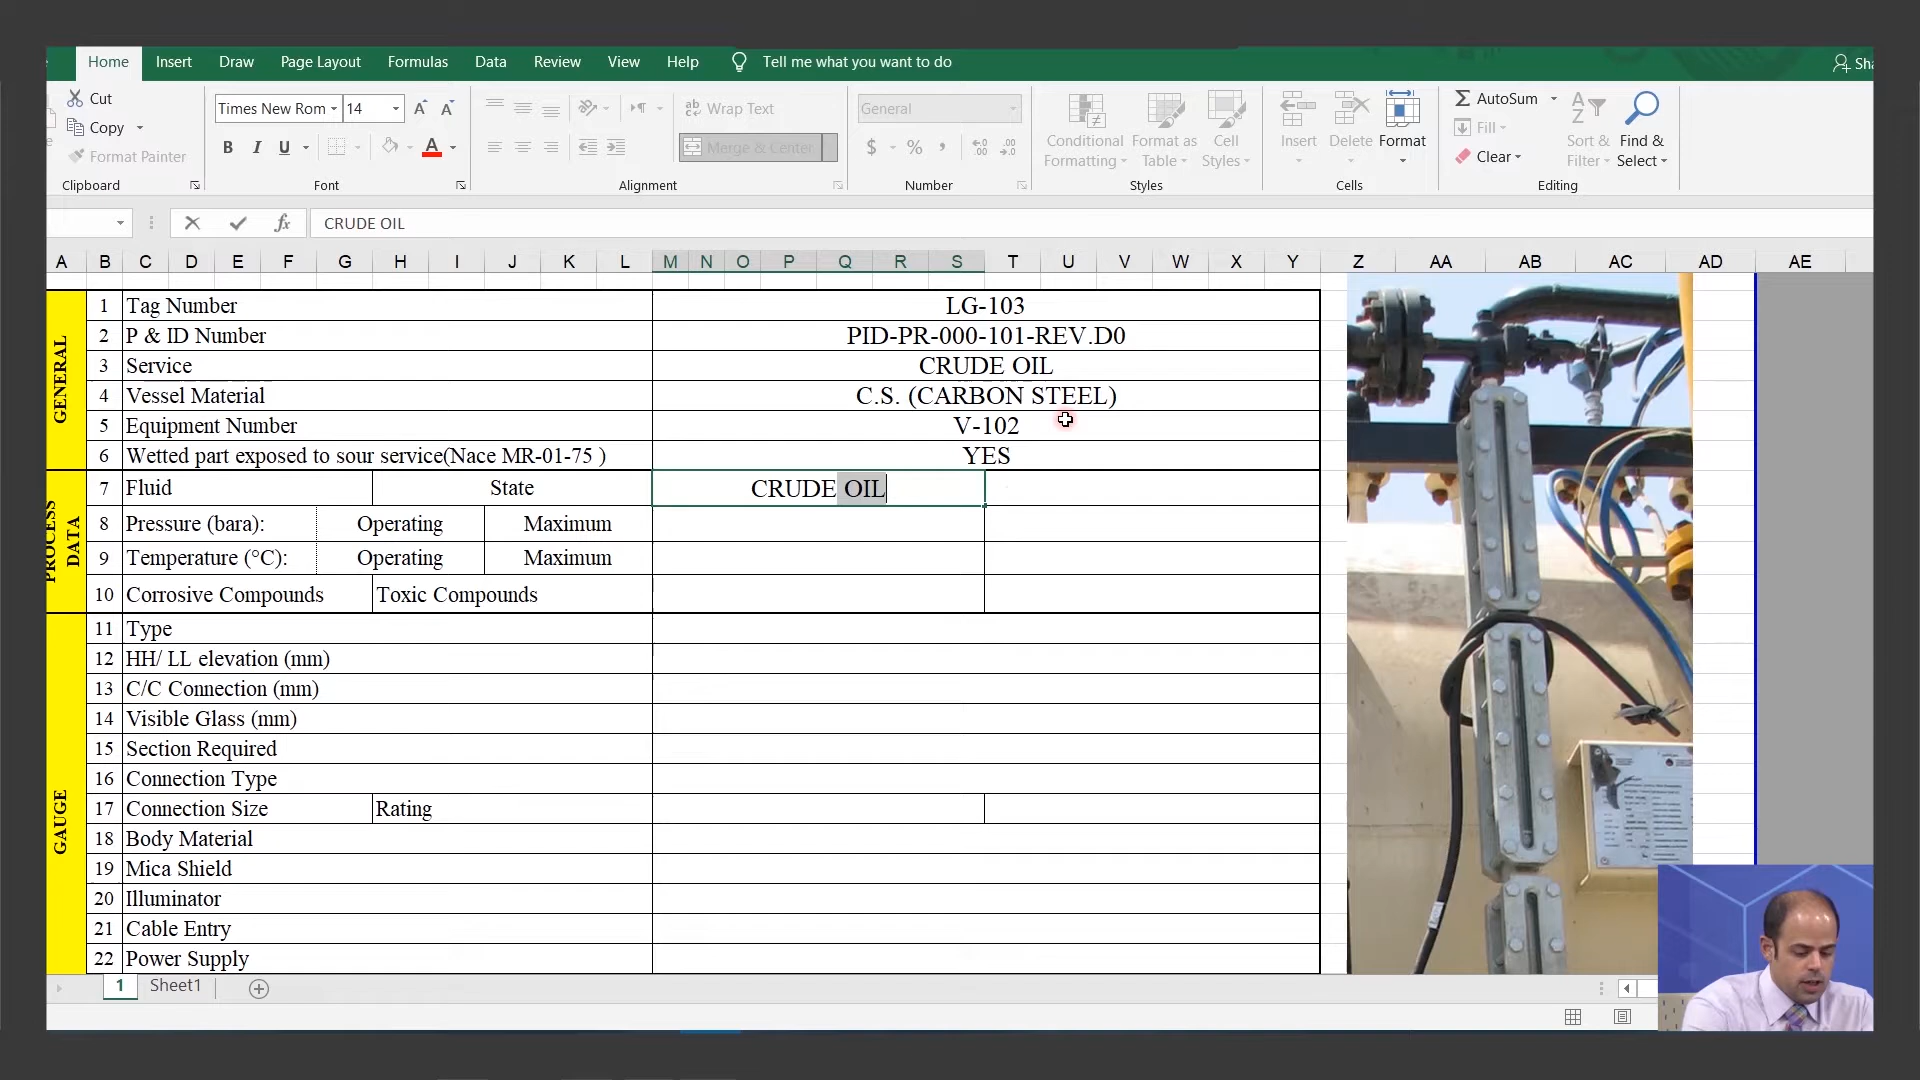 Home Insert Draw Page Layout Formulas Data Review View Help Tell me what you want to do
Cut
Copy
Format Painter
Clipboard
Times New Rom 14
B I U A
Font
Wrap Text
Merge & Center
Alignment
General
$ % ,
Number
Conditional Formatting
Format as Table
Cell Styles
Styles
Insert Delete Format
Cells
AutoSum
Fill
Clear
Sort & Filter
Find & Select
Editing
fx CRUDE OIL
A B C D E F G H I J K L M N O P Q R S T U V W X Y Z AA AB AC AD AE
GENERAL
1 Tag Number LG-103
2 P & ID Number PID-PR-000-101-REV.D0
3 Service CRUDE OIL
4 Vessel Material C.S. (CARBON STEEL)
5 Equipment Number V-102
6 Wetted part exposed to sour service(Nace MR-01-75 ) YES
PROCESS DATA
7 Fluid State CRUDE OIL
8 Pressure (bara): Operating Maximum
9 Temperature (°C): Operating Maximum
10 Corrosive Compounds Toxic Compounds
GAUGE
11 Type
12 HH/ LL elevation (mm)
13 C/C Connection (mm)
14 Visible Glass (mm)
15 Section Required
16 Connection Type
17 Connection Size Rating
18 Body Material
19 Mica Shield
20 Illuminator
21 Cable Entry
22 Power Supply
1 Sheet1